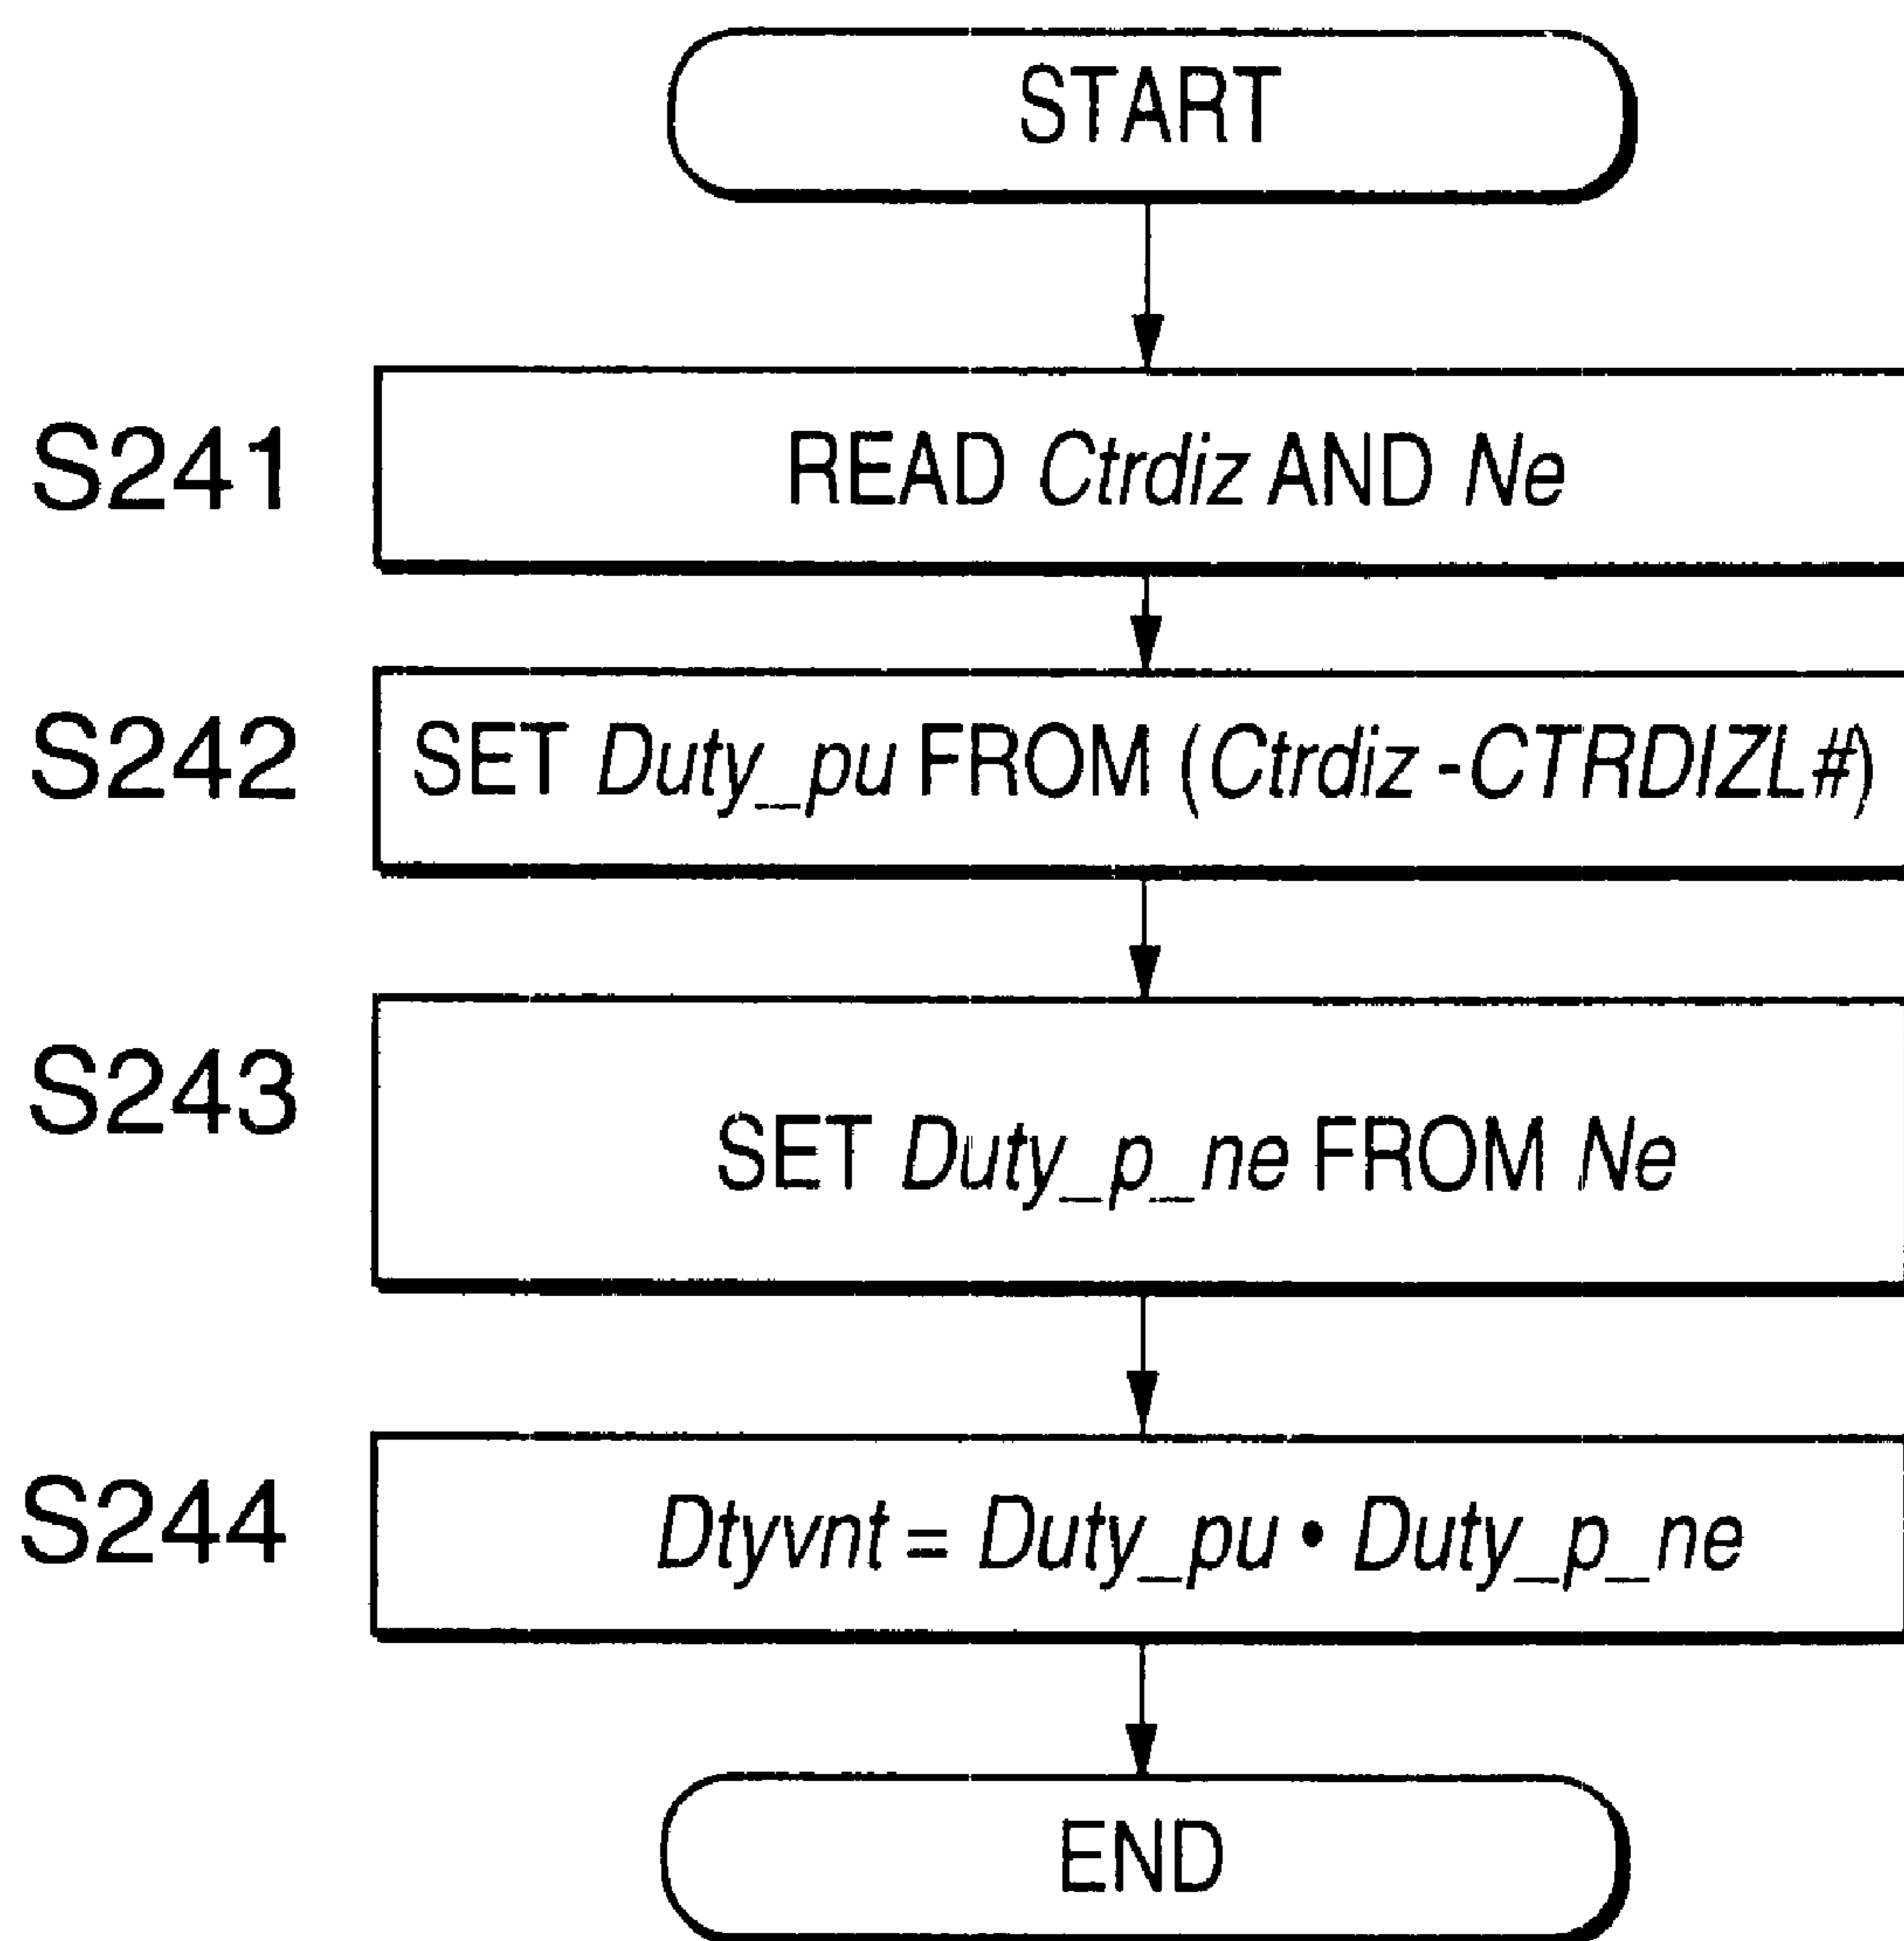 START
S241 READ Ctrdiz AND Ne
S242 SET Duty_pu FROM (Ctrdiz-CTRDIZL#)
S243 SET Duty_p_ne FROM Ne
S244 Dtyvnt = Duty_pu • Duty_p_ne
END